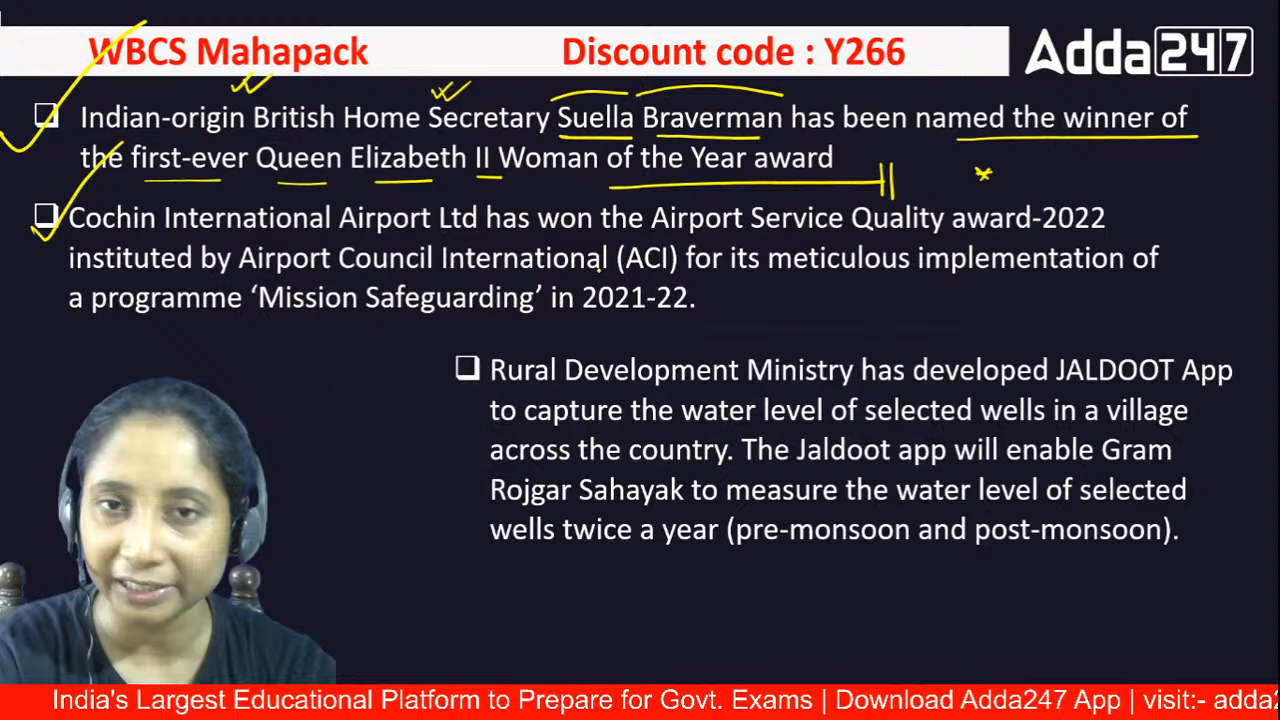 WBCS Mahapack Discount code : Y266 Adda247
Indian-origin British Home Secretary Suella Braverman has been named the winner of
the first-ever Queen Elizabeth II Woman of the Year award
Cochin International Airport Ltd has won the Airport Service Quality award-2022
instituted by Airport Council International (ACI) for its meticulous implementation of
a programme ‘Mission Safeguarding’ in 2021-22.
Rural Development Ministry has developed JALDOOT App
to capture the water level of selected wells in a village
across the country. The Jaldoot app will enable Gram
Rojgar Sahayak to measure the water level of selected
wells twice a year (pre-monsoon and post-monsoon).
India's Largest Educational Platform to Prepare for Govt. Exams | Download Adda247 App | visit:- adda2